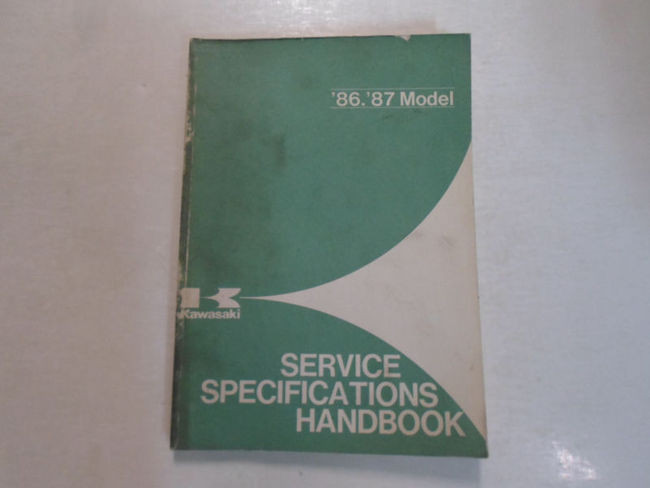 '86.'87 Model
Kawasaki
SERVICE
SPECIFICATIONS
HANDBOOK